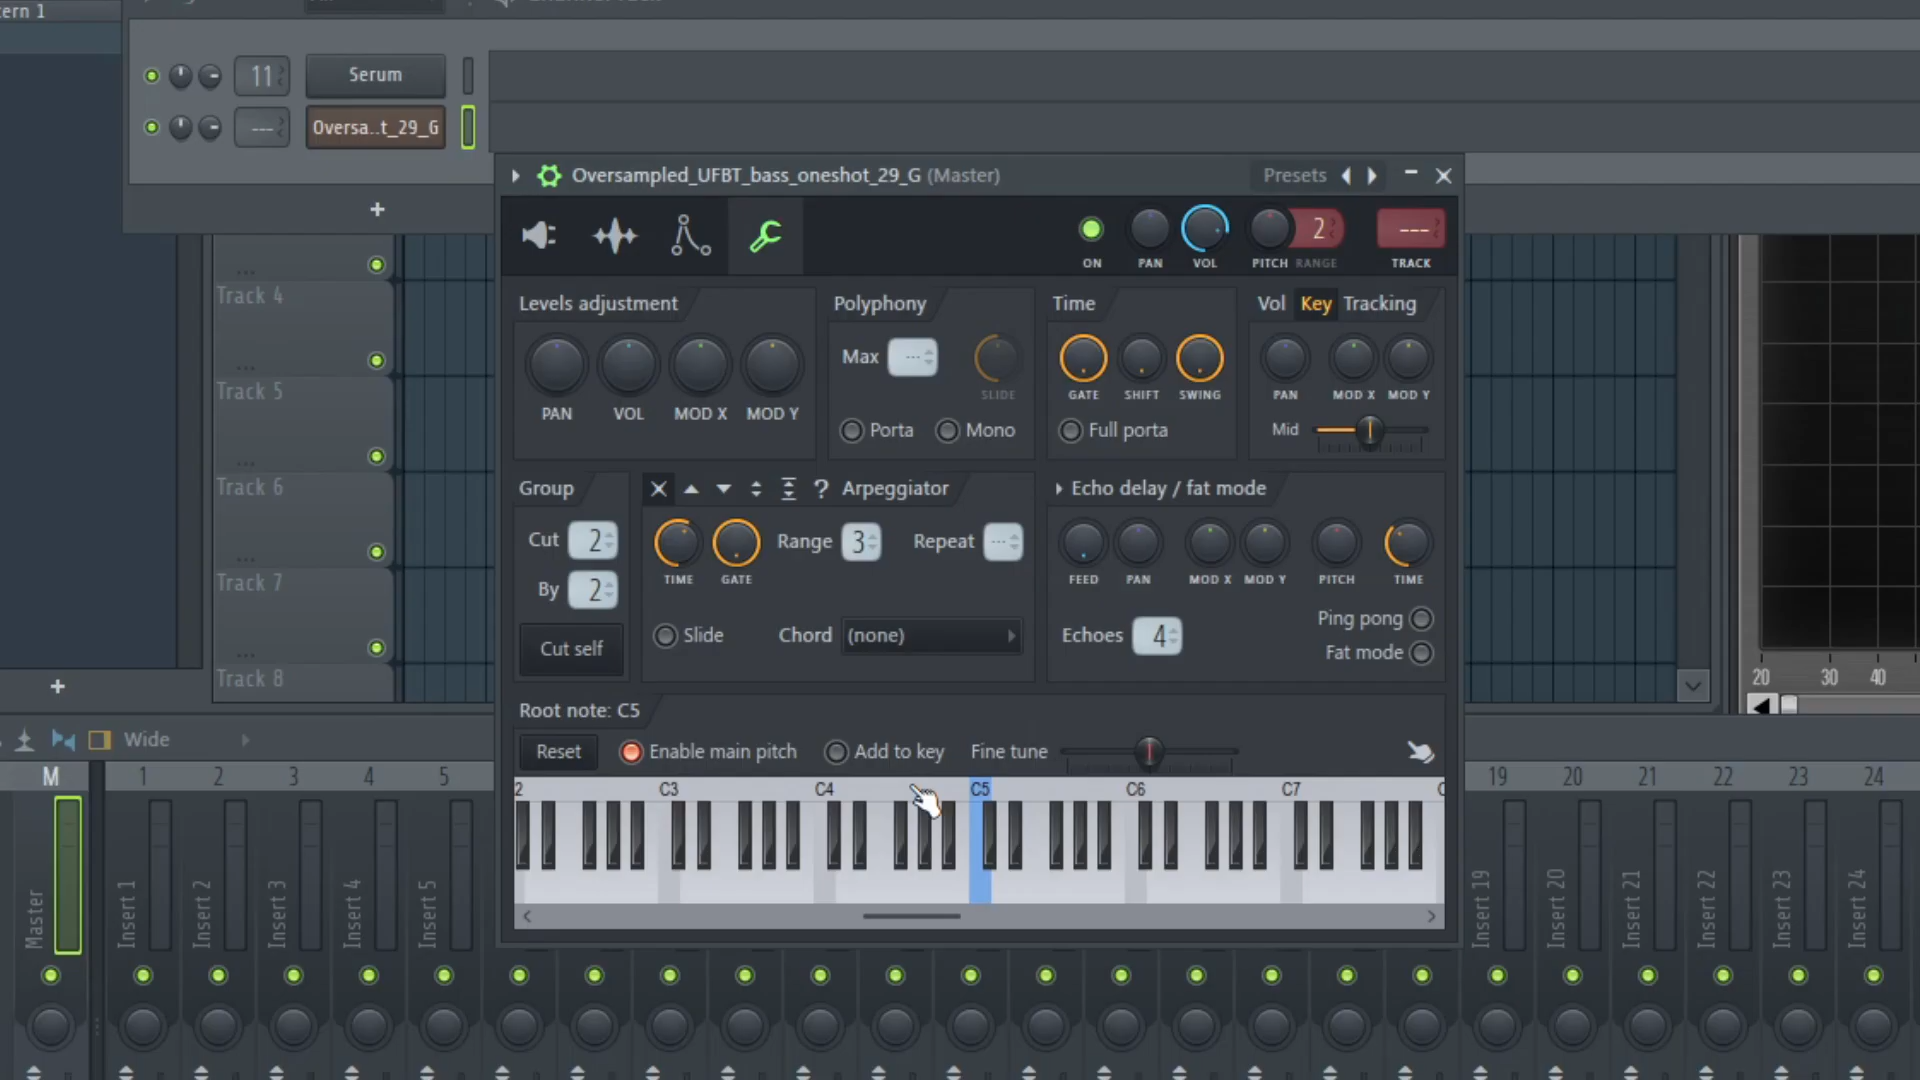 ern 1
11 Serum
--- Oversa..t_29_G
Oversampled_UFBT_bass_oneshot_29_G (Master) Presets
2 ---
ON PAN VOL PITCH RANGE TRACK
Levels adjustment Polyphony Time Vol Key Tracking
Max ---
PAN VOL MOD X MOD Y SLIDE GATE SHIFT SWING PAN MOD X MOD Y
Porta Mono Full porta Mid
Group ? Arpeggiator Echo delay / fat mode
Cut 2 Range 3 Repeat ---
By 2 TIME GATE FEED PAN MOD X MOD Y PITCH TIME
Cut self Slide Chord (none) Echoes 4 Ping pong
Fat mode
Root note: C5
Reset Enable main pitch Add to key Fine tune
2 C3 C4 C5 C6 C7 C
... Track 4
... Track 5
... Track 6
... Track 7
... Track 8
20 30 40
Wide
M 1 2 3 4 5 19 20 21 22 23 24
Master Insert 1 Insert 2 Insert 3 Insert 4 Insert 5 Insert 19 Insert 20 Insert 21 Insert 22 Insert 23 Insert 24